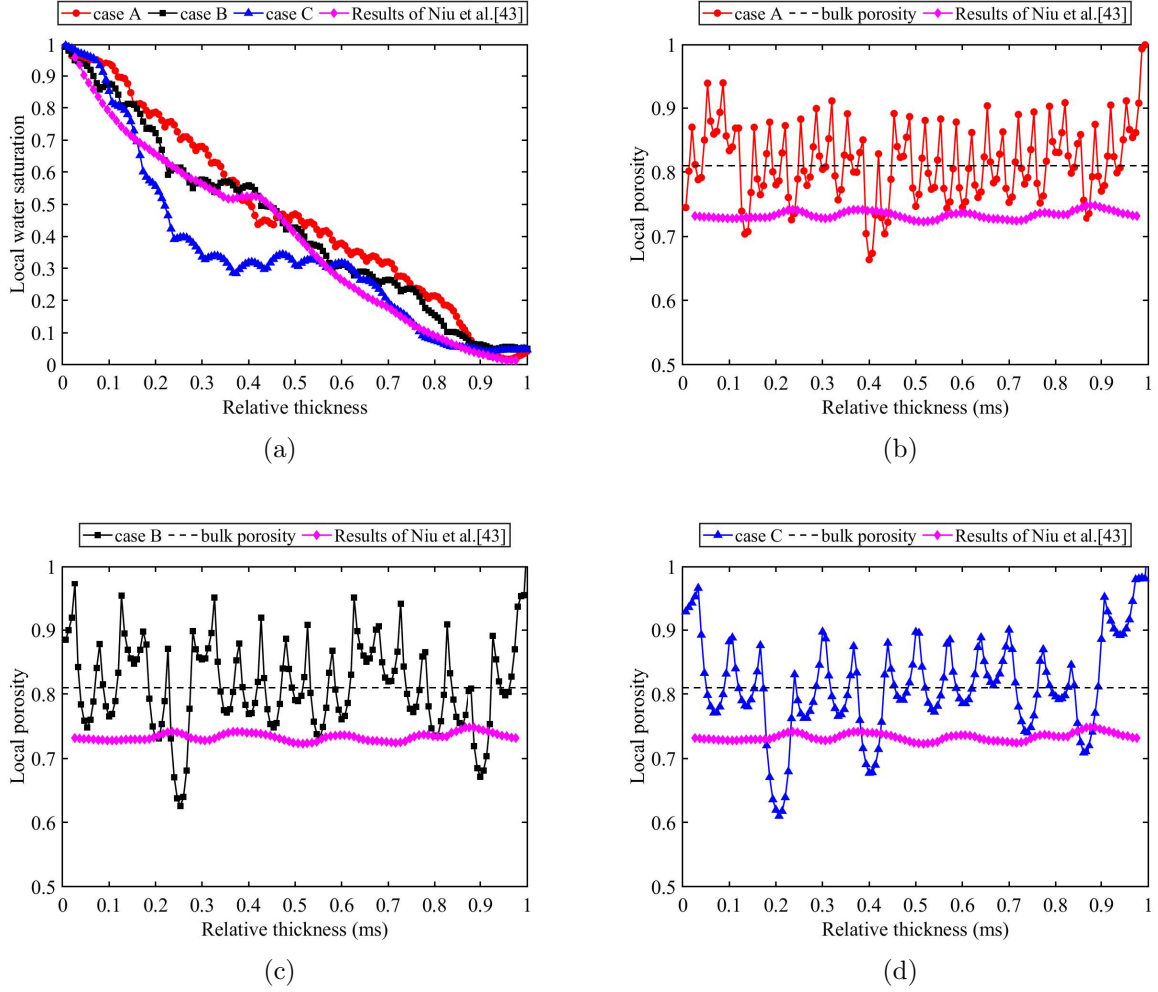 case A case B case C Results of Niu et al.[43]
1
0.9
0.8
0.7
0.6
0.5
0.4
0.3
0.2
0.1
0
Local water saturation
0 0.1 0.2 0.3 0.4 0.5 0.6 0.7 0.8 0.9 1
Relative thickness
(a)
case A bulk porosity Results of Niu et al.[43]
1
0.9
0.8
0.7
0.6
0.5
Local porosity
0 0.1 0.2 0.3 0.4 0.5 0.6 0.7 0.8 0.9 1
Relative thickness (ms)
(b)
case B bulk porosity Results of Niu et al.[43]
1
0.9
0.8
0.7
0.6
0.5
Local porosity
0 0.1 0.2 0.3 0.4 0.5 0.6 0.7 0.8 0.9 1
Relative thickness (ms)
(c)
case C bulk porosity Results of Niu et al.[43]
1
0.9
0.8
0.7
0.6
0.5
Local porosity
0 0.1 0.2 0.3 0.4 0.5 0.6 0.7 0.8 0.9 1
Relative thickness (ms)
(d)